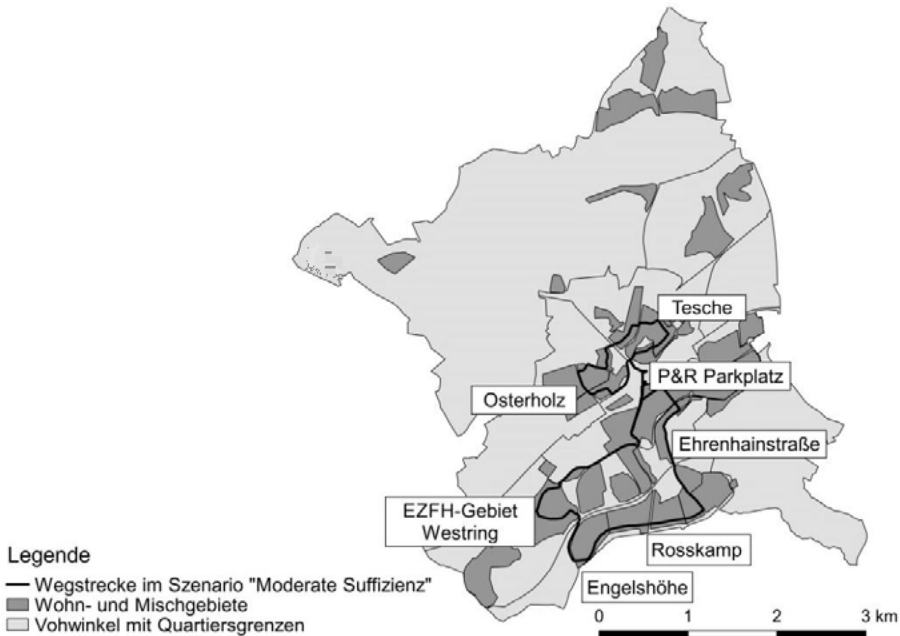 Tesche
P&R Parkplatz
Osterholz
Ehrenhainstraße
EZFH-Gebiet
Westring
Rosskamp
Engelshöhe
Legende
Wegstrecke im Szenario "Moderate Suffizienz"
Wohn- und Mischgebiete
Vohwinkel mit Quartiersgrenzen
0 1 2 3 km